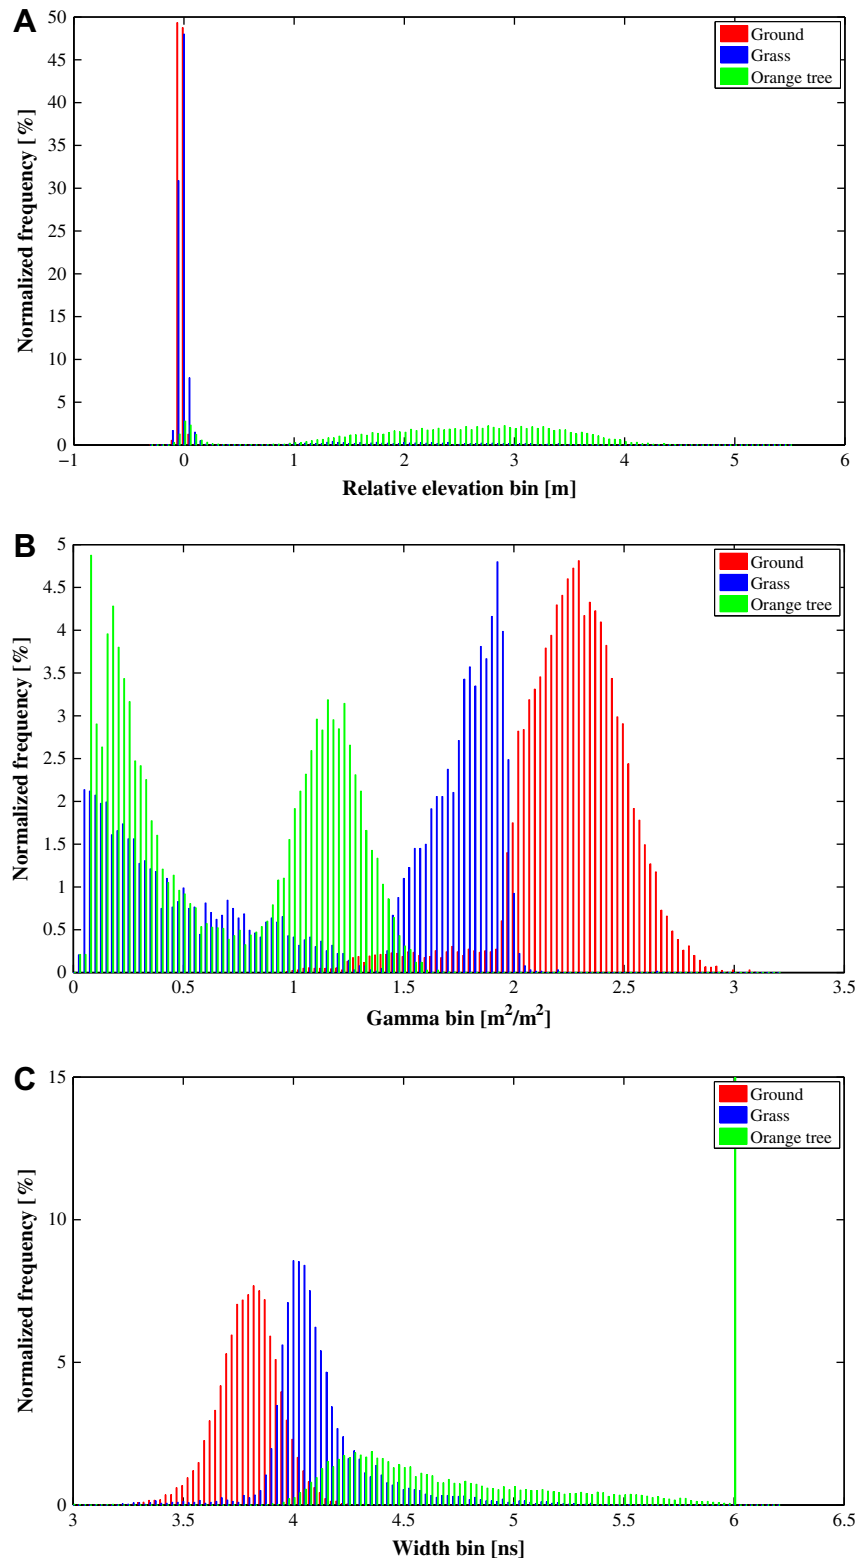 A
Normalized frequency [%]
50
45
40
35
30
25
20
15
10
5
0
Ground
Grass
Orange tree
−1 0 1 2 3 4 5 6
Relative elevation bin [m]
B
Normalized frequency [%]
5
4.5
4
3.5
3
2.5
2
1.5
1
0.5
0
Ground
Grass
Orange tree
0 0.5 1 1.5 2 2.5 3 3.5
Gamma bin [m²/m²]
C
Normalized frequency [%]
15
10
5
0
Ground
Grass
Orange tree
3 3.5 4 4.5 5 5.5 6 6.5
Width bin [ns]